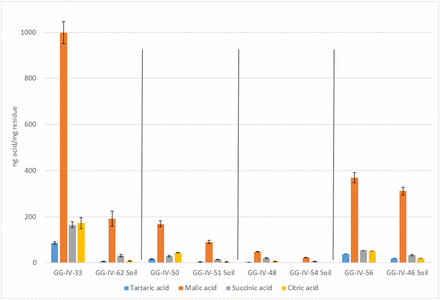 1000
800
600
400
200
0
ng acid/mg residue
GG-IV-33 GG-IV-62 Soil GG-IV-50 GG-IV-51 Soil GG-IV-48 GG-IV-54 Soil GG-IV-56 GG-IV-46 Soil
Tartaric acid Malic acid Succinic acid Citric acid